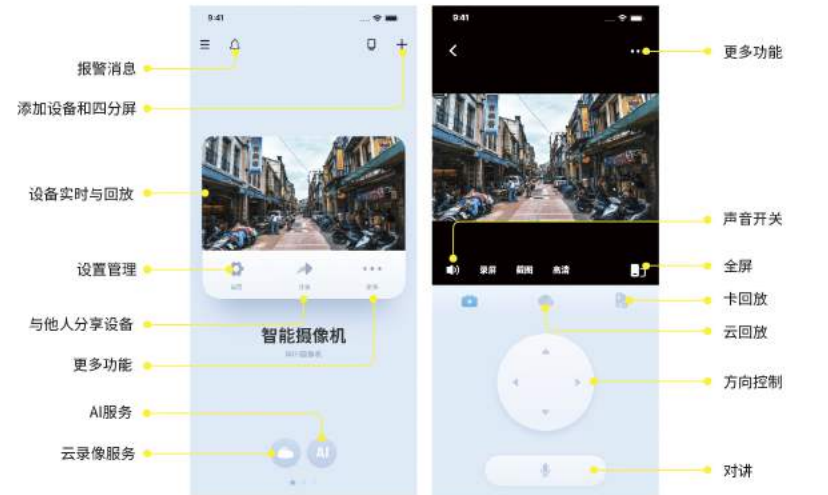 报警消息
添加设备和四分屏
设备实时与回放
设置管理
与他人分享设备
更多功能
AI服务
云录像服务
9:41
智能摄像机
AI
9:41
录屏 截图 高清
更多功能
声音开关
全屏
卡回放
云回放
方向控制
对讲